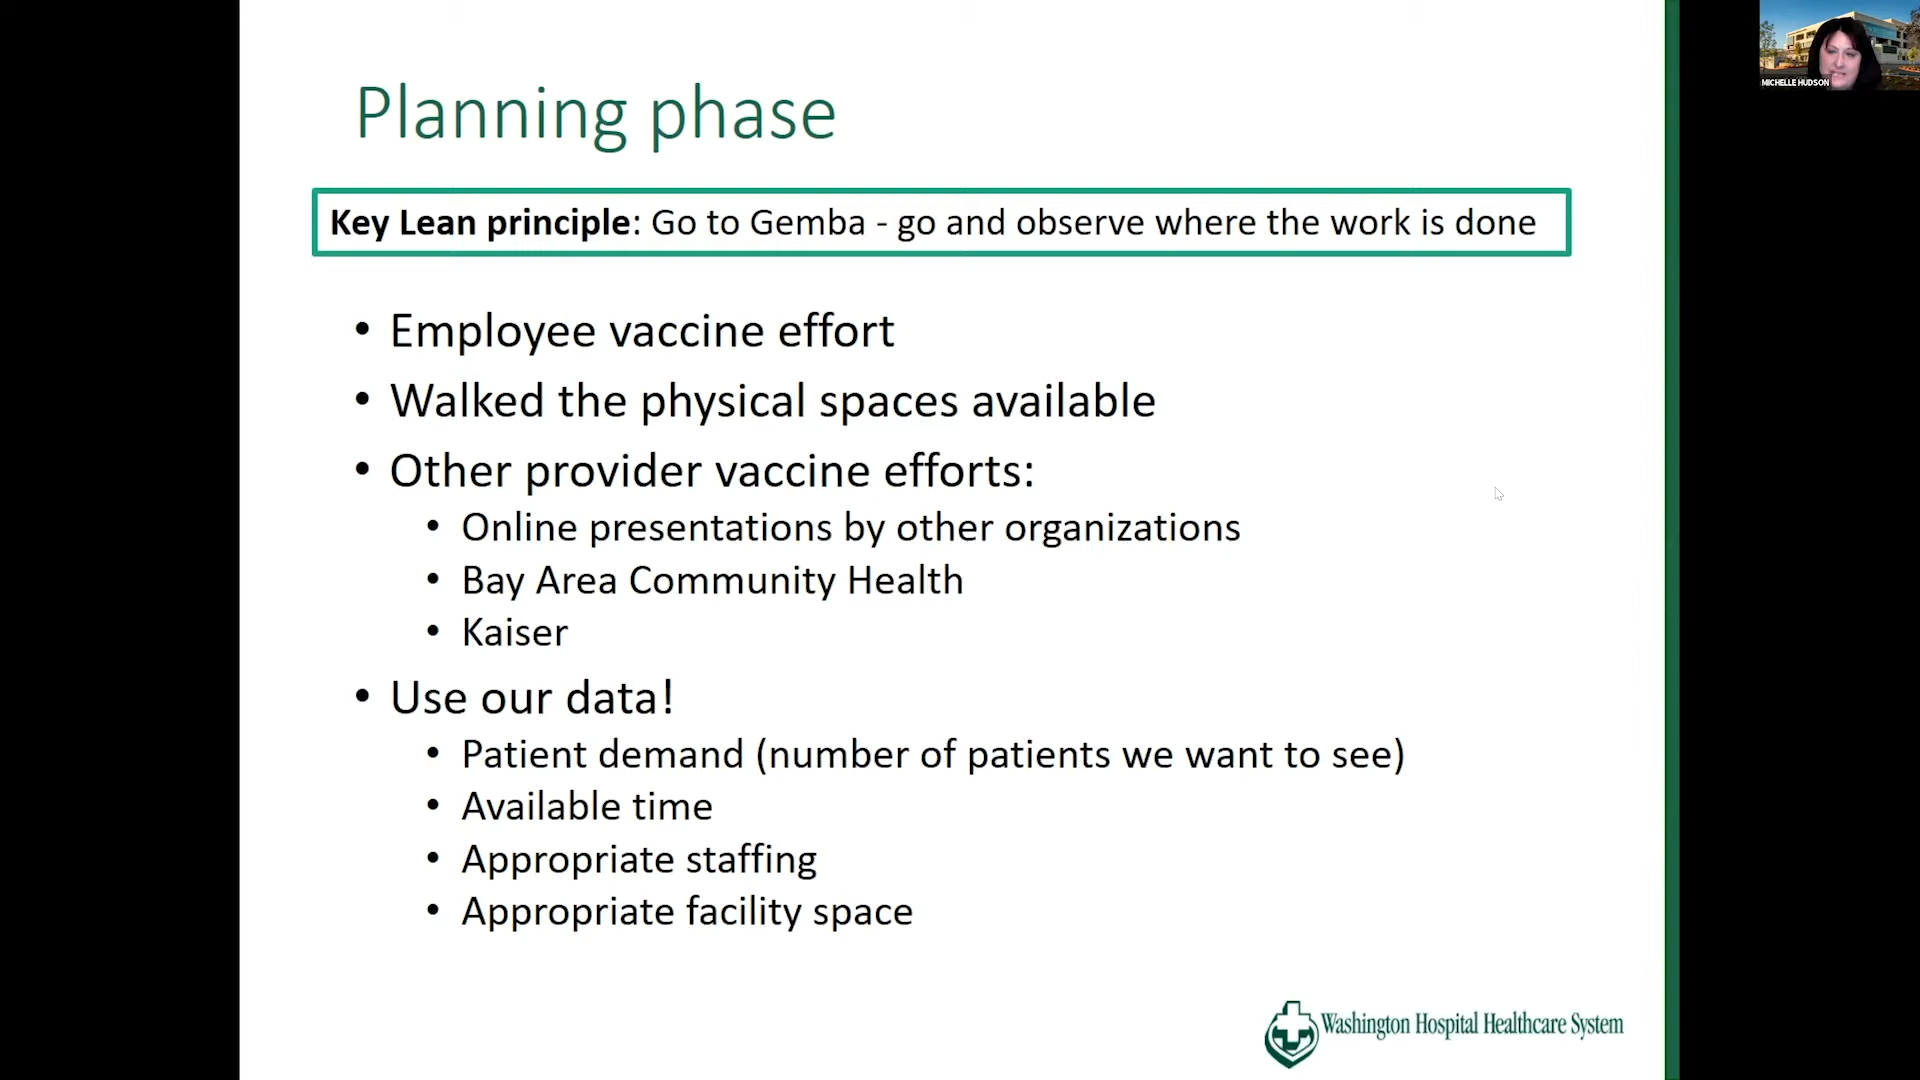 MICHELLE HUDSON
Planning phase
Key Lean principle: Go to Gemba - go and observe where the work is done
• Employee vaccine effort
• Walked the physical spaces available
• Other provider vaccine efforts:
• Online presentations by other organizations
• Bay Area Community Health
• Kaiser
• Use our data!
• Patient demand (number of patients we want to see)
• Available time
• Appropriate staffing
• Appropriate facility space
Washington Hospital Healthcare System